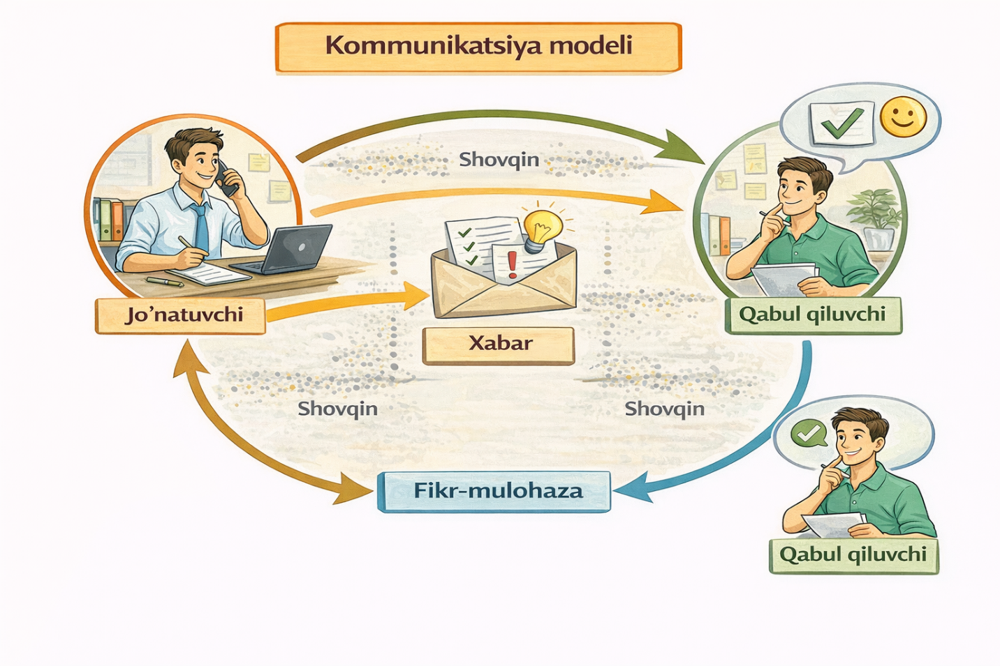 Kommunikatsiya modeli
Shovqin
Jo'natuvchi
Xabar
Qabul qiluvchi
Shovqin
Shovqin
Fikr-mulohaza
Qabul qiluvchi